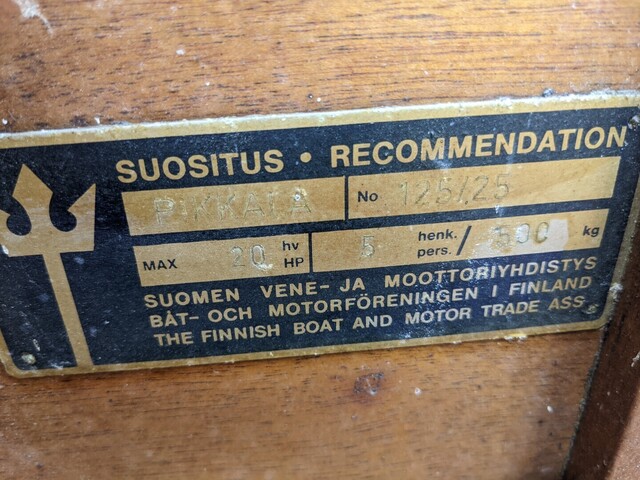 SUOSITUS • RECOMMENDATION
No 125/25
MAX 20 hv HP 5 henk. pers. / 500 kg
SUOMEN VENE- JA MOOTTORIYHDISTYS
BÅT- OCH MOTORFÖRENINGEN I FINLAND
THE FINNISH BOAT AND MOTOR TRADE ASS.